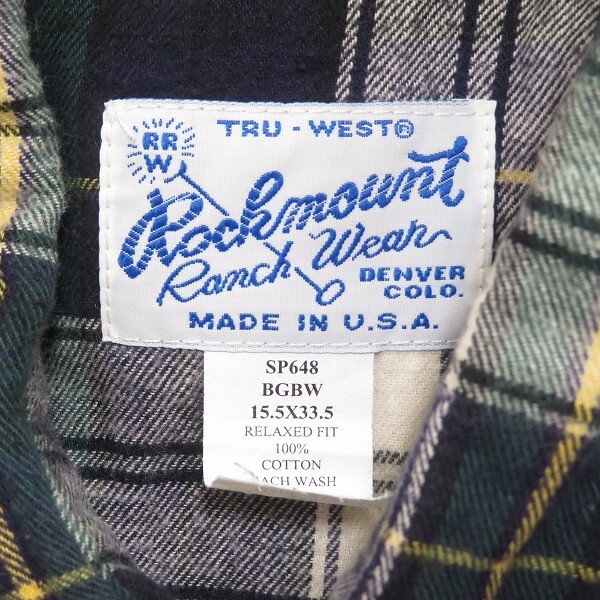 TRU-WEST®
RR
W
Rockmount
Ranch Wear
DENVER
COLO.
MADE IN U.S.A.
SP648
BGBW
15.5X33.5
RELAXED FIT
100%
COTTON
MACH WASH